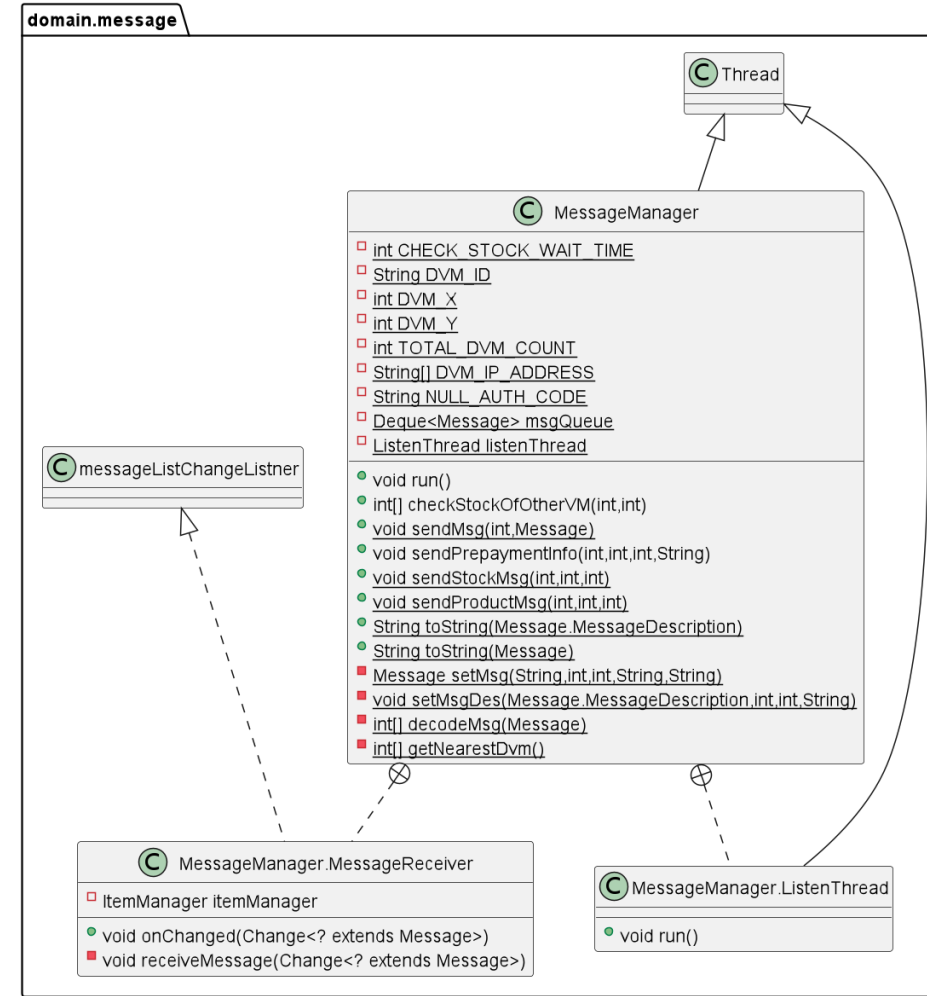 domain.message
C Thread
C MessageManager
int CHECK_STOCK_WAIT_TIME
String DVM_ID
int DVM_X
int DVM_Y
int TOTAL_DVM_COUNT
String[] DVM_IP_ADDRESS
String NULL_AUTH_CODE
Deque<Message> msgQueue
ListenThread listenThread
void run()
int[] checkStockOfOtherVM(int,int)
void sendMsg(int,Message)
void sendPrepaymentInfo(int,int,int,String)
void sendStockMsg(int,int,int)
void sendProductMsg(int,int,int)
String toString(Message.MessageDescription)
String toString(Message)
Message setMsg(String,int,int,String,String)
void setMsgDes(Message.MessageDescription,int,int,String)
int[] decodeMsg(Message)
int[] getNearestDvm()
C messageListChangeListner
C MessageManager.MessageReceiver
ItemManager itemManager
void onChanged(Change<? extends Message>)
void receiveMessage(Change<? extends Message>)
C MessageManager.ListenThread
void run()